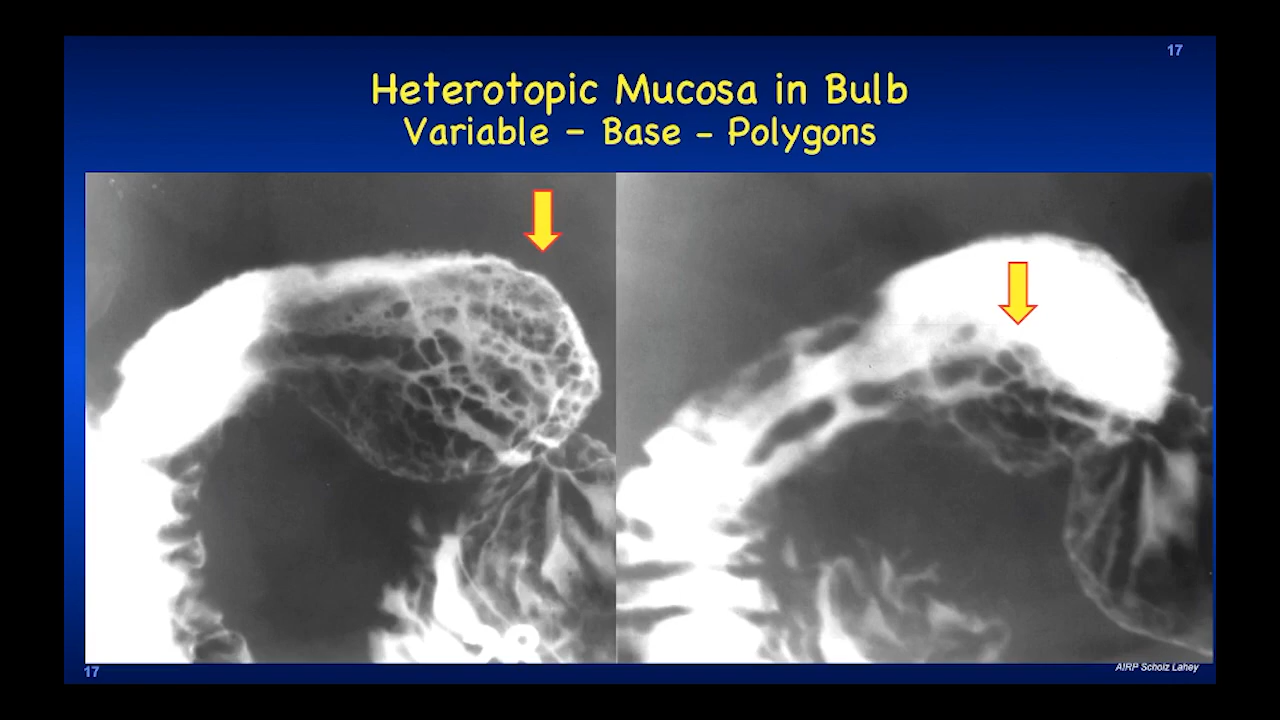 17
Heterotopic Mucosa in Bulb
Variable – Base – Polygons
17
AIRP Scholz Lahey